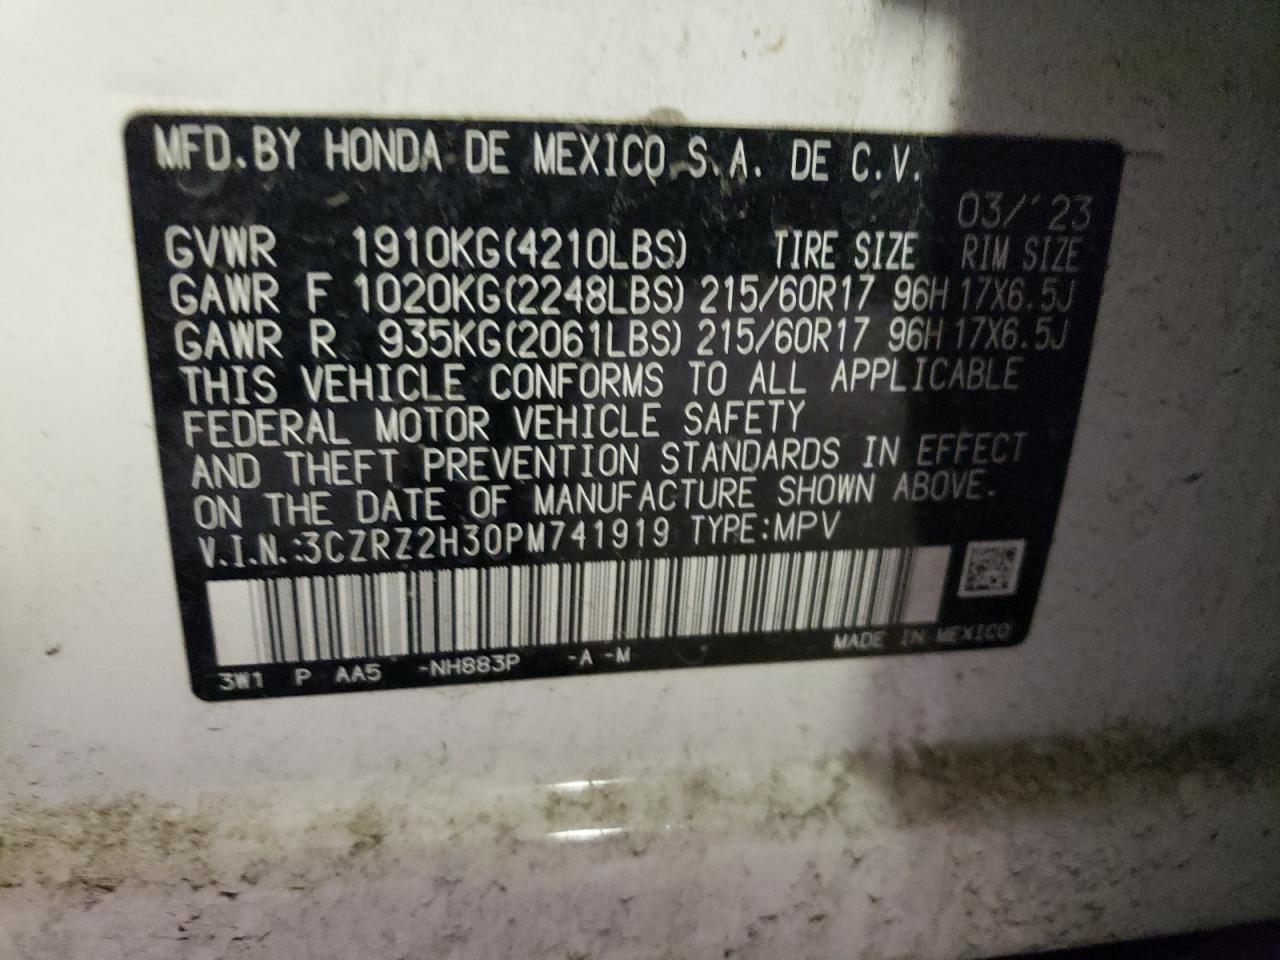 MFD.BY HONDA DE MEXICO S.A. DE C.V.
03/'23
GVWR 1910KG(4210LBS) TIRE SIZE RIM SIZE
GAWR F 1020KG(2248LBS) 215/60R17 96H 17X6.5J
GAWR R 935KG(2061LBS) 215/60R17 96H 17X6.5J
THIS VEHICLE CONFORMS TO ALL APPLICABLE
FEDERAL MOTOR VEHICLE SAFETY
AND THEFT PREVENTION STANDARDS IN EFFECT
ON THE DATE OF MANUFACTURE SHOWN ABOVE.
V.I.N.:3CZRZ2H30PM741919 TYPE:MPV
MADE IN MEXICO
3W1 P AA5 -NH883P -A -M